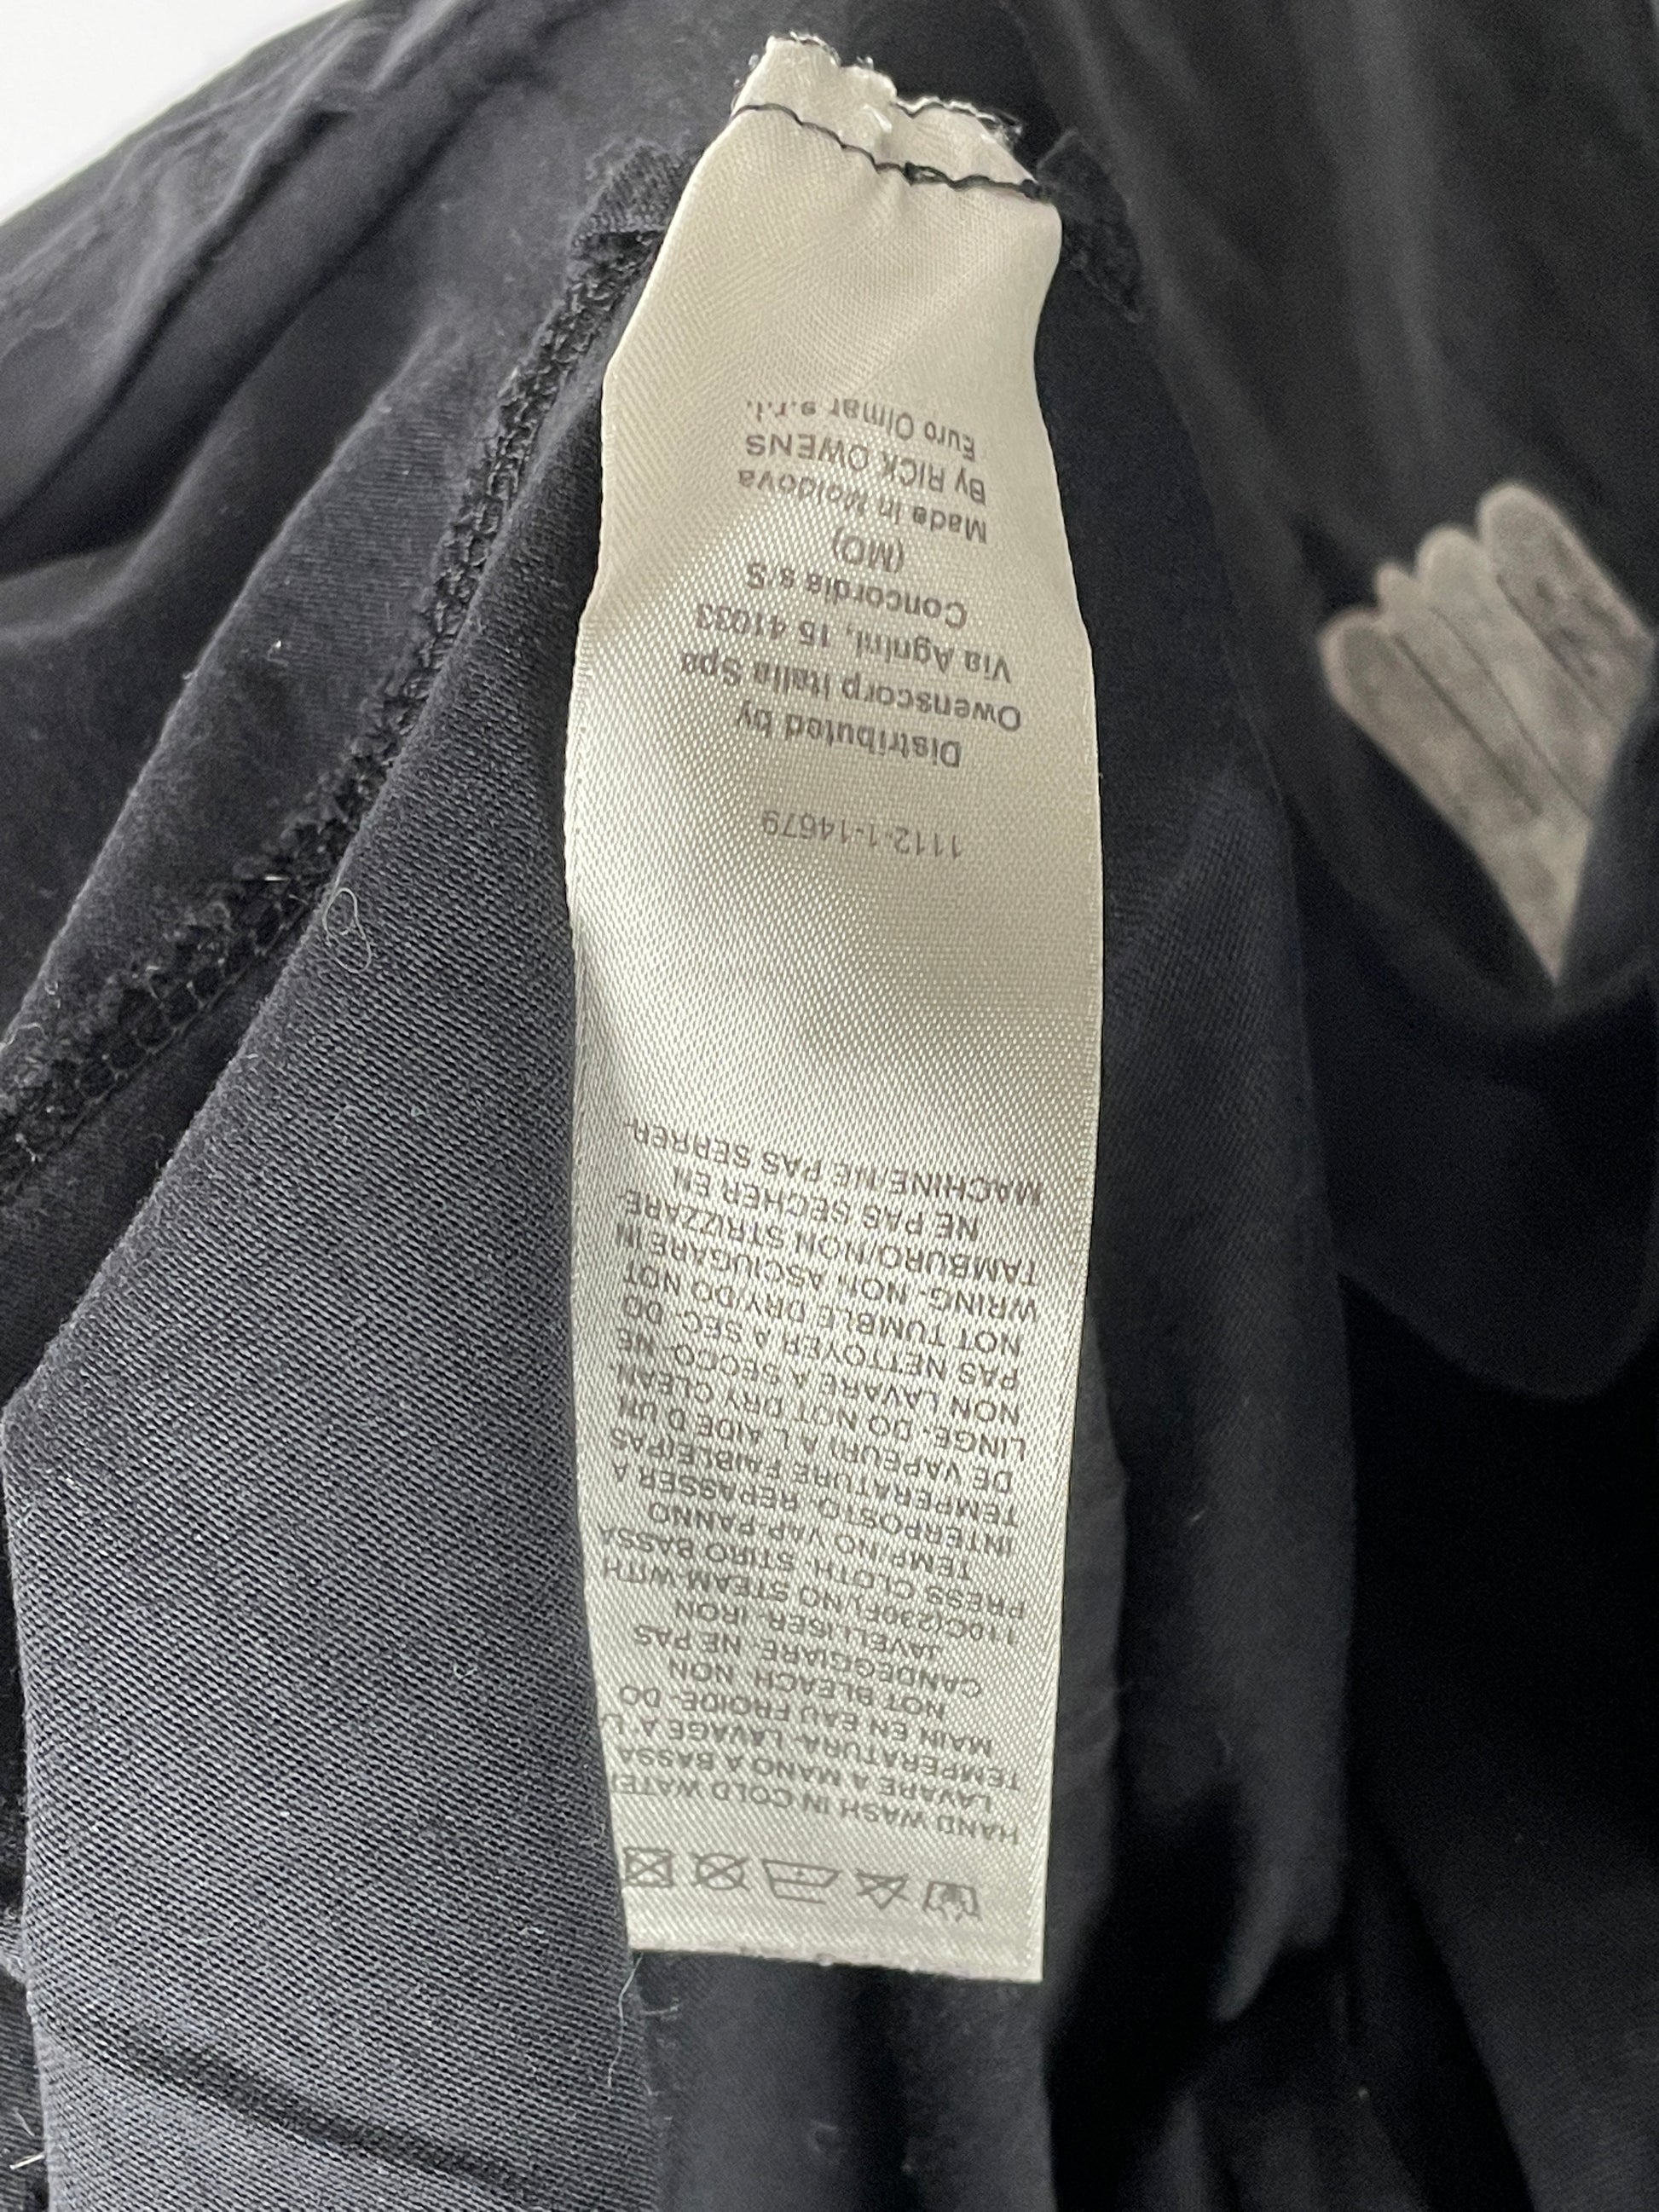 HAND WASH IN COLD WATER
LAVARE A MANO A BASSA
TEMPERATURA- LAVAGE A L
MAIN EN EAU FROIDE- DO
NOT BLEACH- NON
CANDEGGIARE- NE PAS
JAVELLISER- IRON
110C(230F).NO STEAM-WITH
PRESS CLOTH- STIRO BASSA
TEMP.NO VAP-PANNO
INTERPOSTO- REPASSER A
TEMPERATURE FAIBLE(PAS
DE VAPEUR) A L AIDE D UN
LINGE- DO NOT DRY CLEAN
NON LAVARE A SECCO- NE
PAS NETTOYER A SEC- DO
NOT TUMBLE DRY/DO NOT
WRING- NON ASCIUGARE IN
TAMBURO/NON STRIZZARE-
NE PAS SECHER EN
MACHINE/NE PAS SERRER-
1112-1-14679
Distributed by
Owenscorp Italia Spa
Via Agnini, 15 41033
Concordia s S
(MO)
Made in Moldova
By RICK OWENS
Euro Olmar s.r.l.